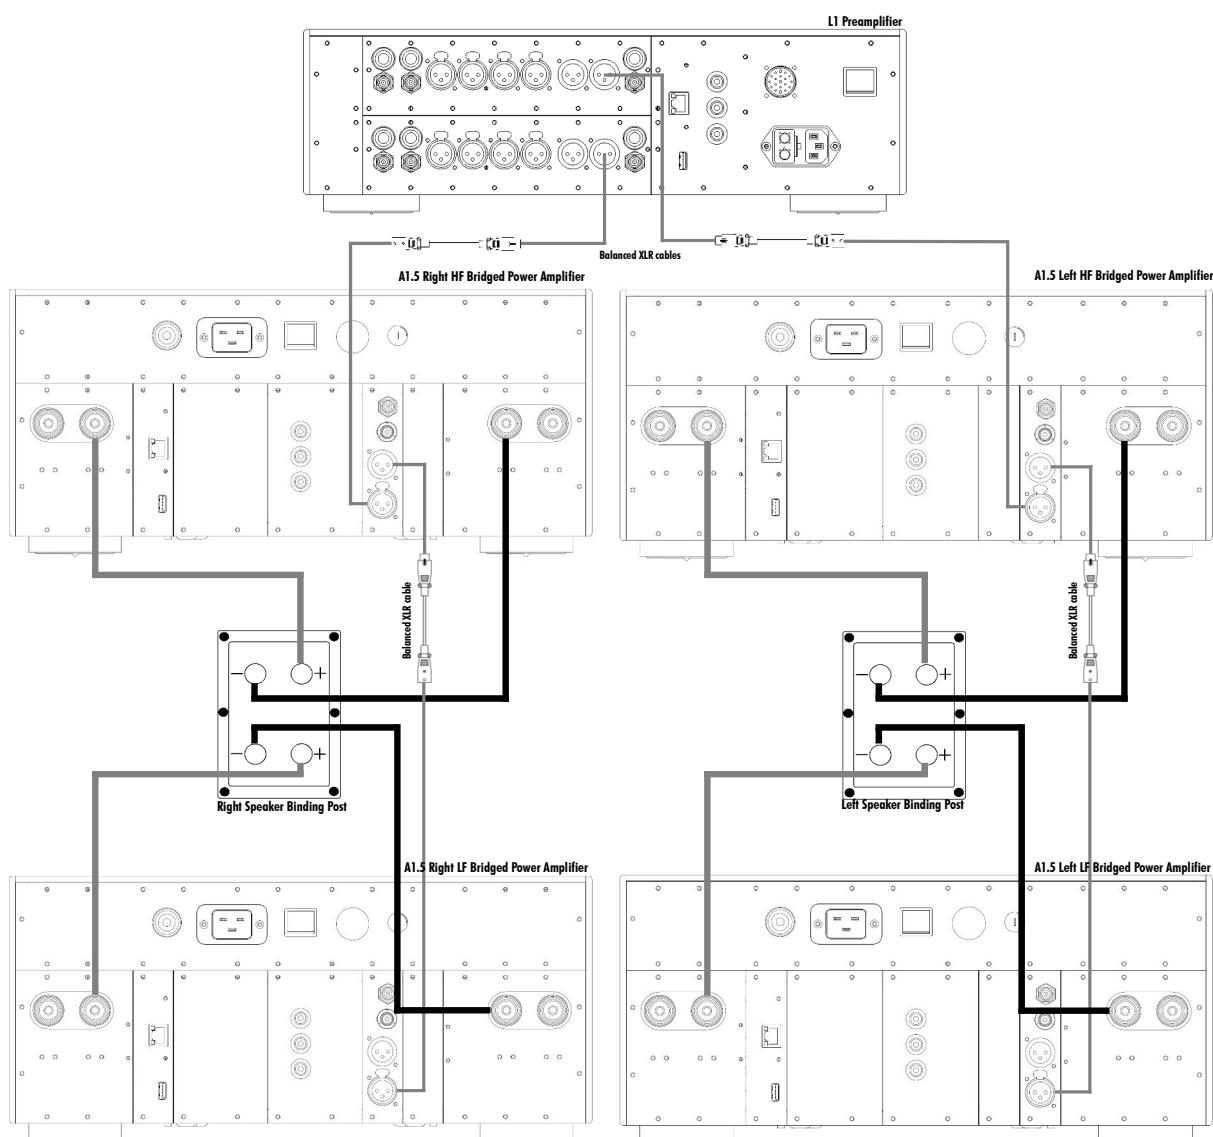 L1 Preamplifier
Balanced XLR cables
A1.5 Right HF Bridged Power Amplifier
A1.5 Left HF Bridged Power Amplifier
Balanced XLR cable
Balanced XLR cable
Right Speaker Binding Post
Left Speaker Binding Post
A1.5 Right LF Bridged Power Amplifier
A1.5 Left LF Bridged Power Amplifier